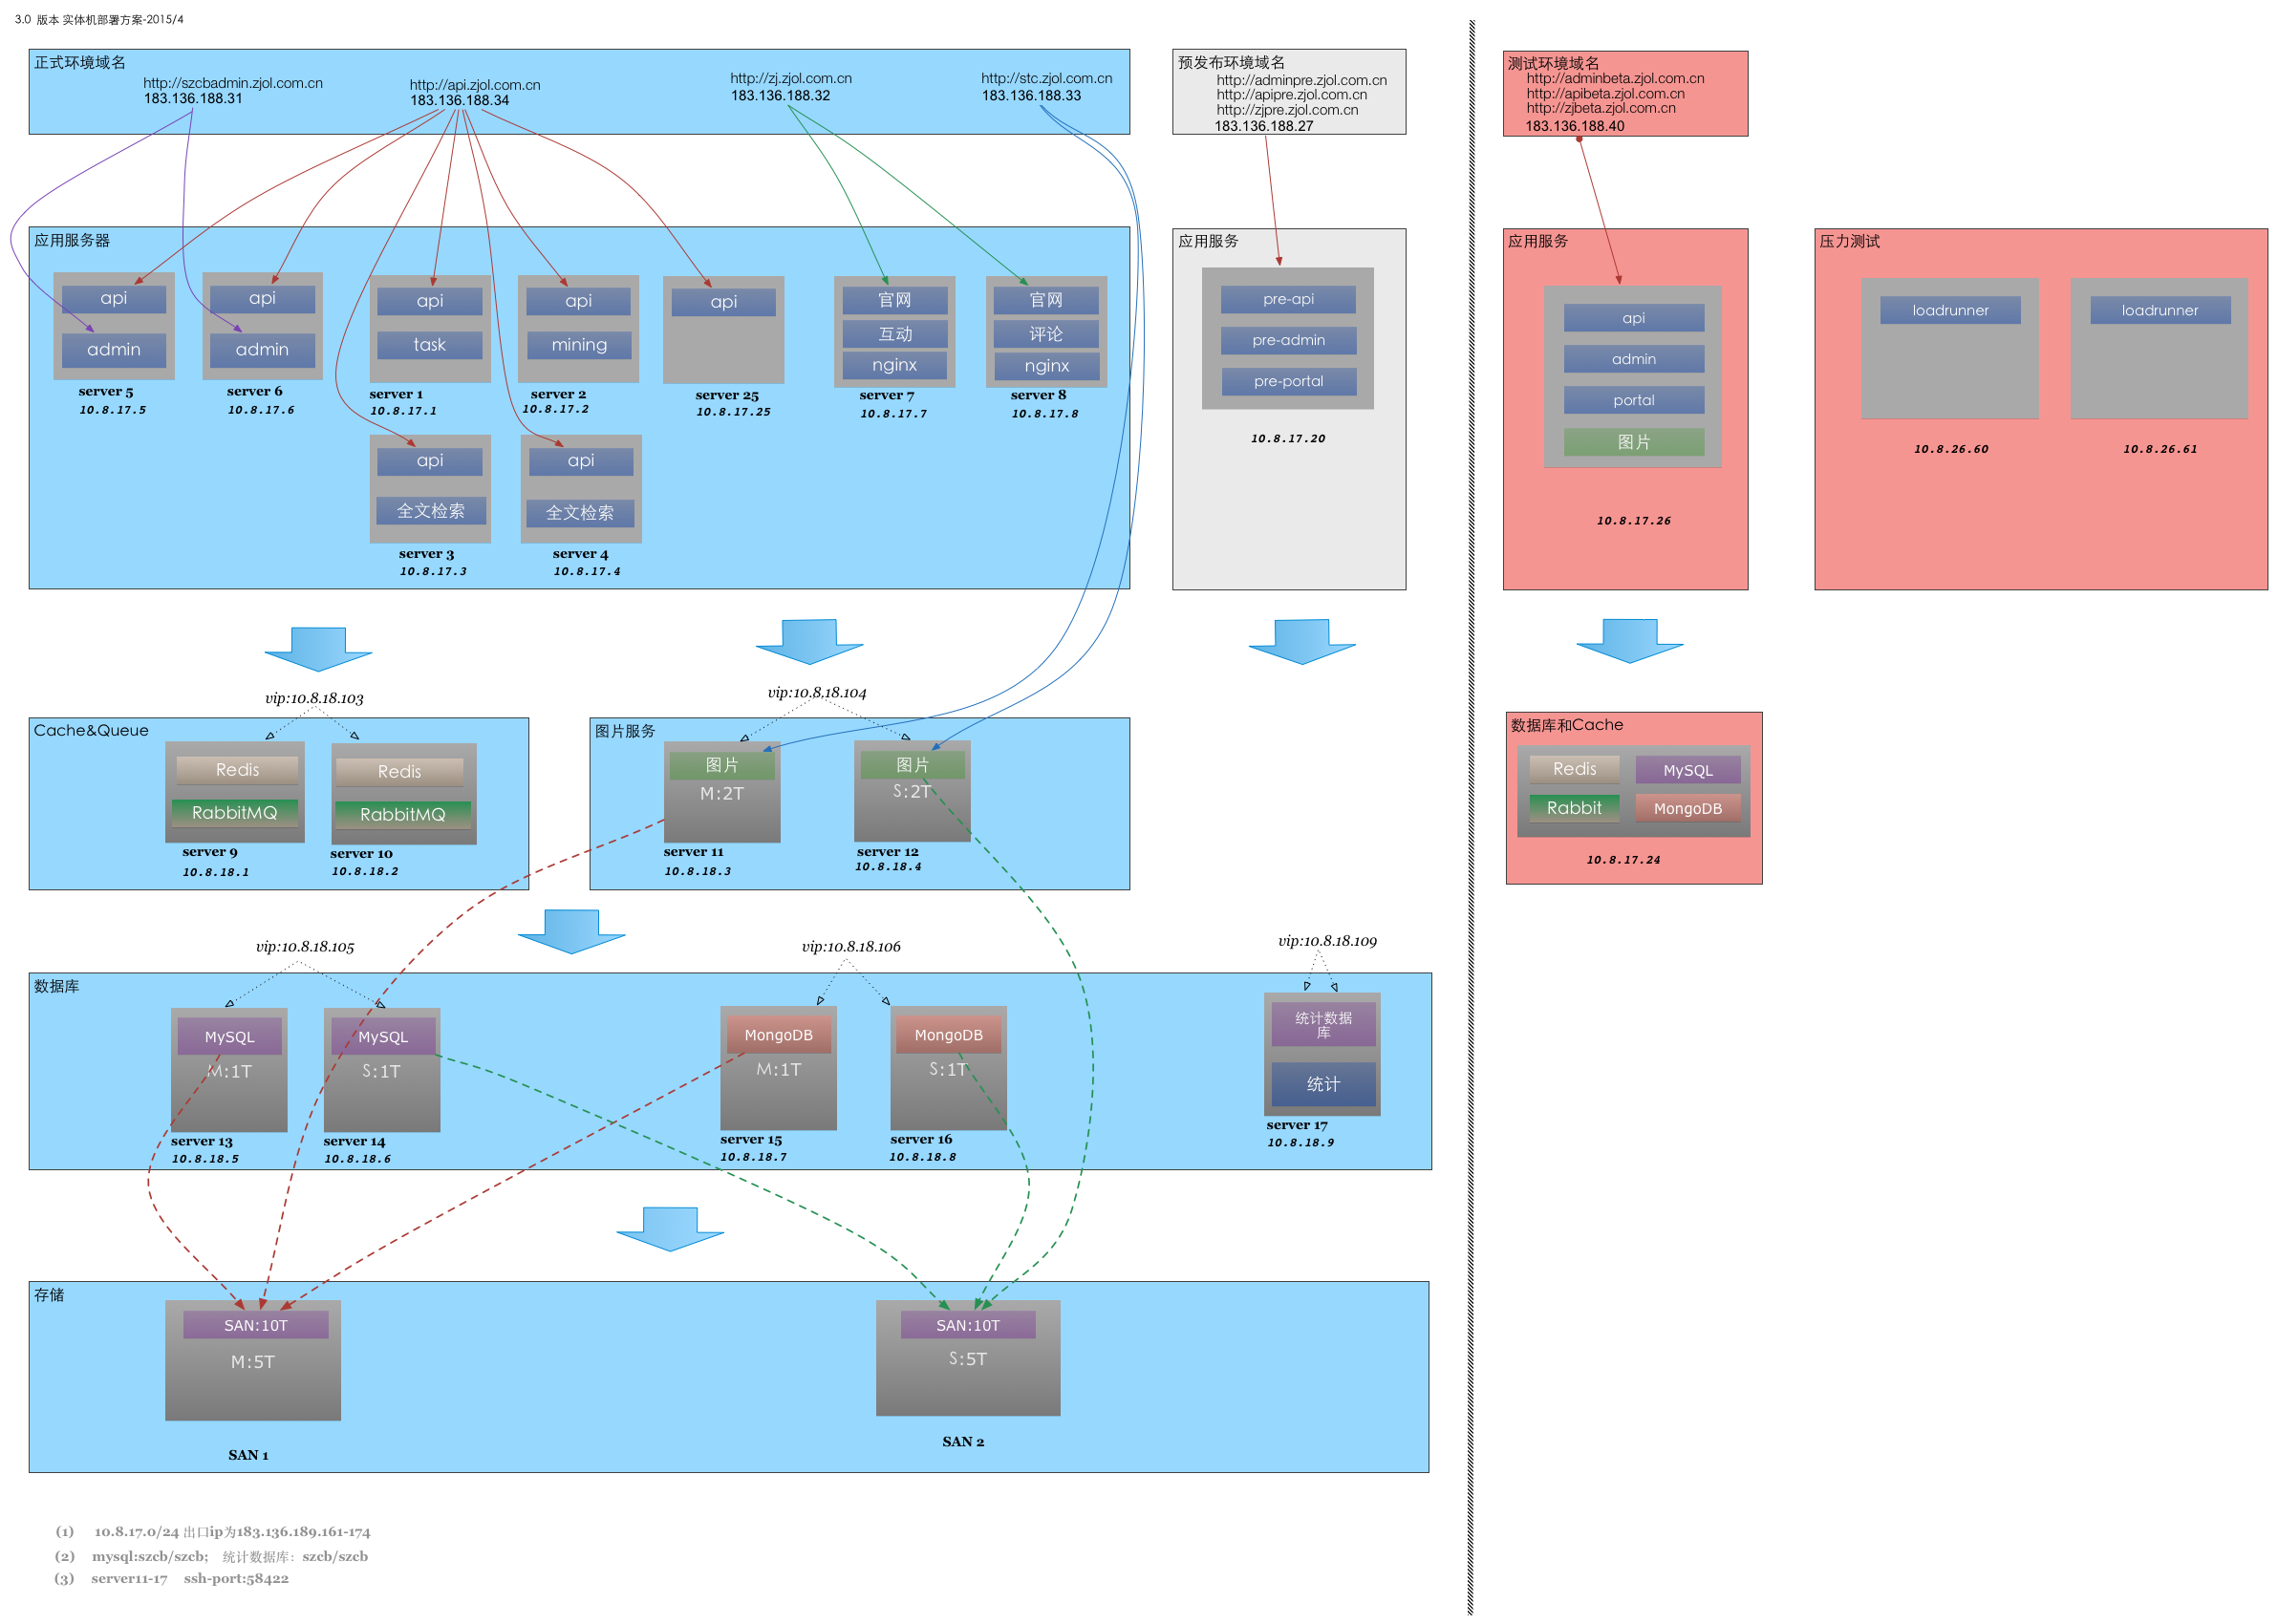 3.0 版本 实体机部署方案-2015/4
正式环境域名
http://szcbadmin.zjol.com.cn
183.136.188.31
http://api.zjol.com.cn
183.136.188.34
http://zj.zjol.com.cn
183.136.188.32
http://stc.zjol.com.cn
183.136.188.33
预发布环境域名
http://adminpre.zjol.com.cn
http://apipre.zjol.com.cn
http://zjpre.zjol.com.cn
183.136.188.27
测试环境域名
http://adminbeta.zjol.com.cn
http://apibeta.zjol.com.cn
http://zjbeta.zjol.com.cn
183.136.188.40
应用服务器
api
admin
server 5
10.8.17.5
api
admin
server 6
10.8.17.6
api
task
server 1
10.8.17.1
api
mining
server 2
10.8.17.2
api
server 25
10.8.17.25
官网
互动
nginx
server 7
10.8.17.7
官网
评论
nginx
server 8
10.8.17.8
api
全文检索
server 3
10.8.17.3
api
全文检索
server 4
10.8.17.4
应用服务
pre-api
pre-admin
pre-portal
10.8.17.20
应用服务
api
admin
portal
图片
10.8.17.26
压力测试
loadrunner
10.8.26.60
loadrunner
10.8.26.61
vip:10.8.18.103
Cache&Queue
Redis
RabbitMQ
server 9
10.8.18.1
Redis
RabbitMQ
server 10
10.8.18.2
vip:10.8.18.104
图片服务
图片
M:2T
server 11
10.8.18.3
图片
S:2T
server 12
10.8.18.4
数据库和Cache
Redis
MySQL
Rabbit
MongoDB
10.8.17.24
vip:10.8.18.105
vip:10.8.18.106
vip:10.8.18.109
数据库
MySQL
M:1T
server 13
10.8.18.5
MySQL
S:1T
server 14
10.8.18.6
MongoDB
M:1T
server 15
10.8.18.7
MongoDB
S:1T
server 16
10.8.18.8
统计数据
库
统计
server 17
10.8.18.9
存储
SAN:10T
M:5T
SAN 1
SAN:10T
S:5T
SAN 2
(1) 10.8.17.0/24 出口ip为183.136.189.161-174
(2) mysql:szcb/szcb; 统计数据库: szcb/szcb
(3) server11-17 ssh-port:58422